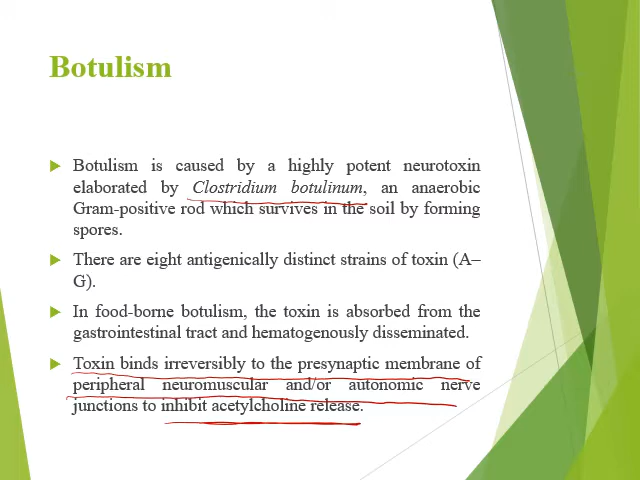 Botulism
Botulism is caused by a highly potent neurotoxin
elaborated by Clostridium botulinum, an anaerobic
Gram-positive rod which survives in the soil by forming
spores.
There are eight antigenically distinct strains of toxin (A–
G).
In food-borne botulism, the toxin is absorbed from the
gastrointestinal tract and hematogenously disseminated.
Toxin binds irreversibly to the presynaptic membrane of
peripheral neuromuscular and/or autonomic nerve
junctions to inhibit acetylcholine release.